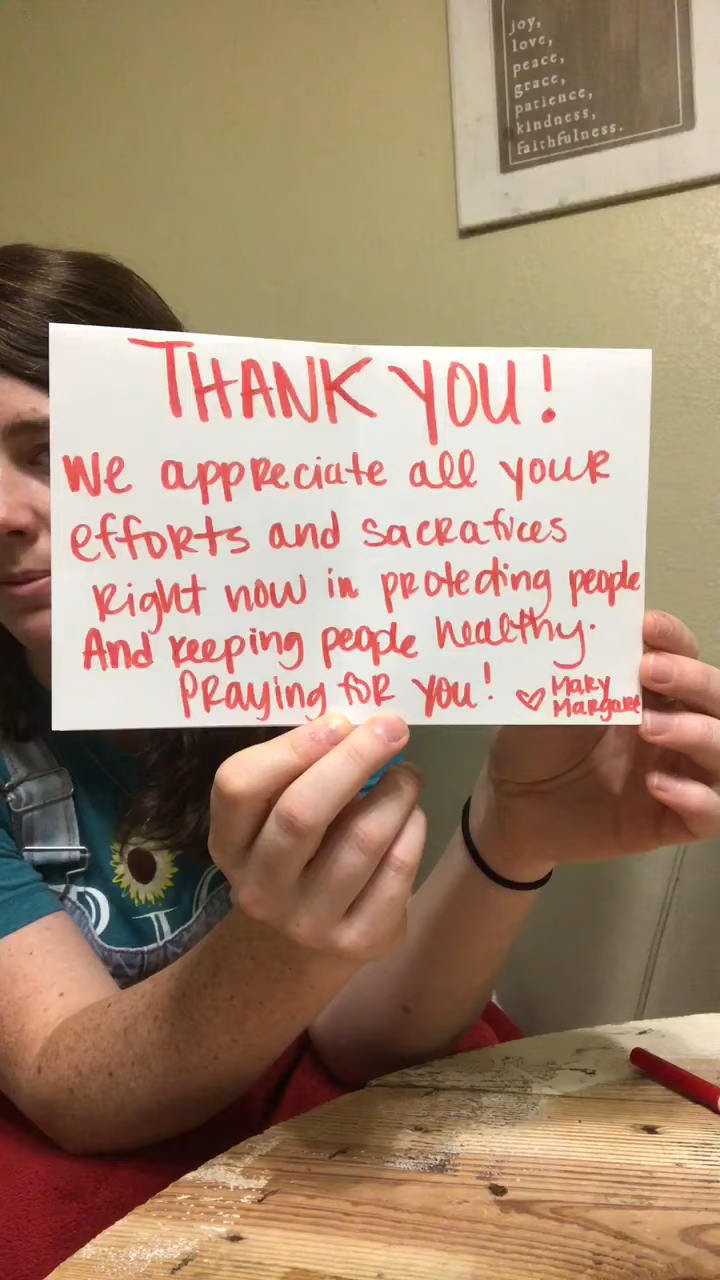 joy,
love,
peace,
grace,
patience,
kindness,
faithfulness.
THANK YOU!
We appReciate all youR
effoRts and sacRafices
Right now in pRotecting people
And keeping people healthy.
PRaying foR you! ♡ MaRy
MaRgaRet